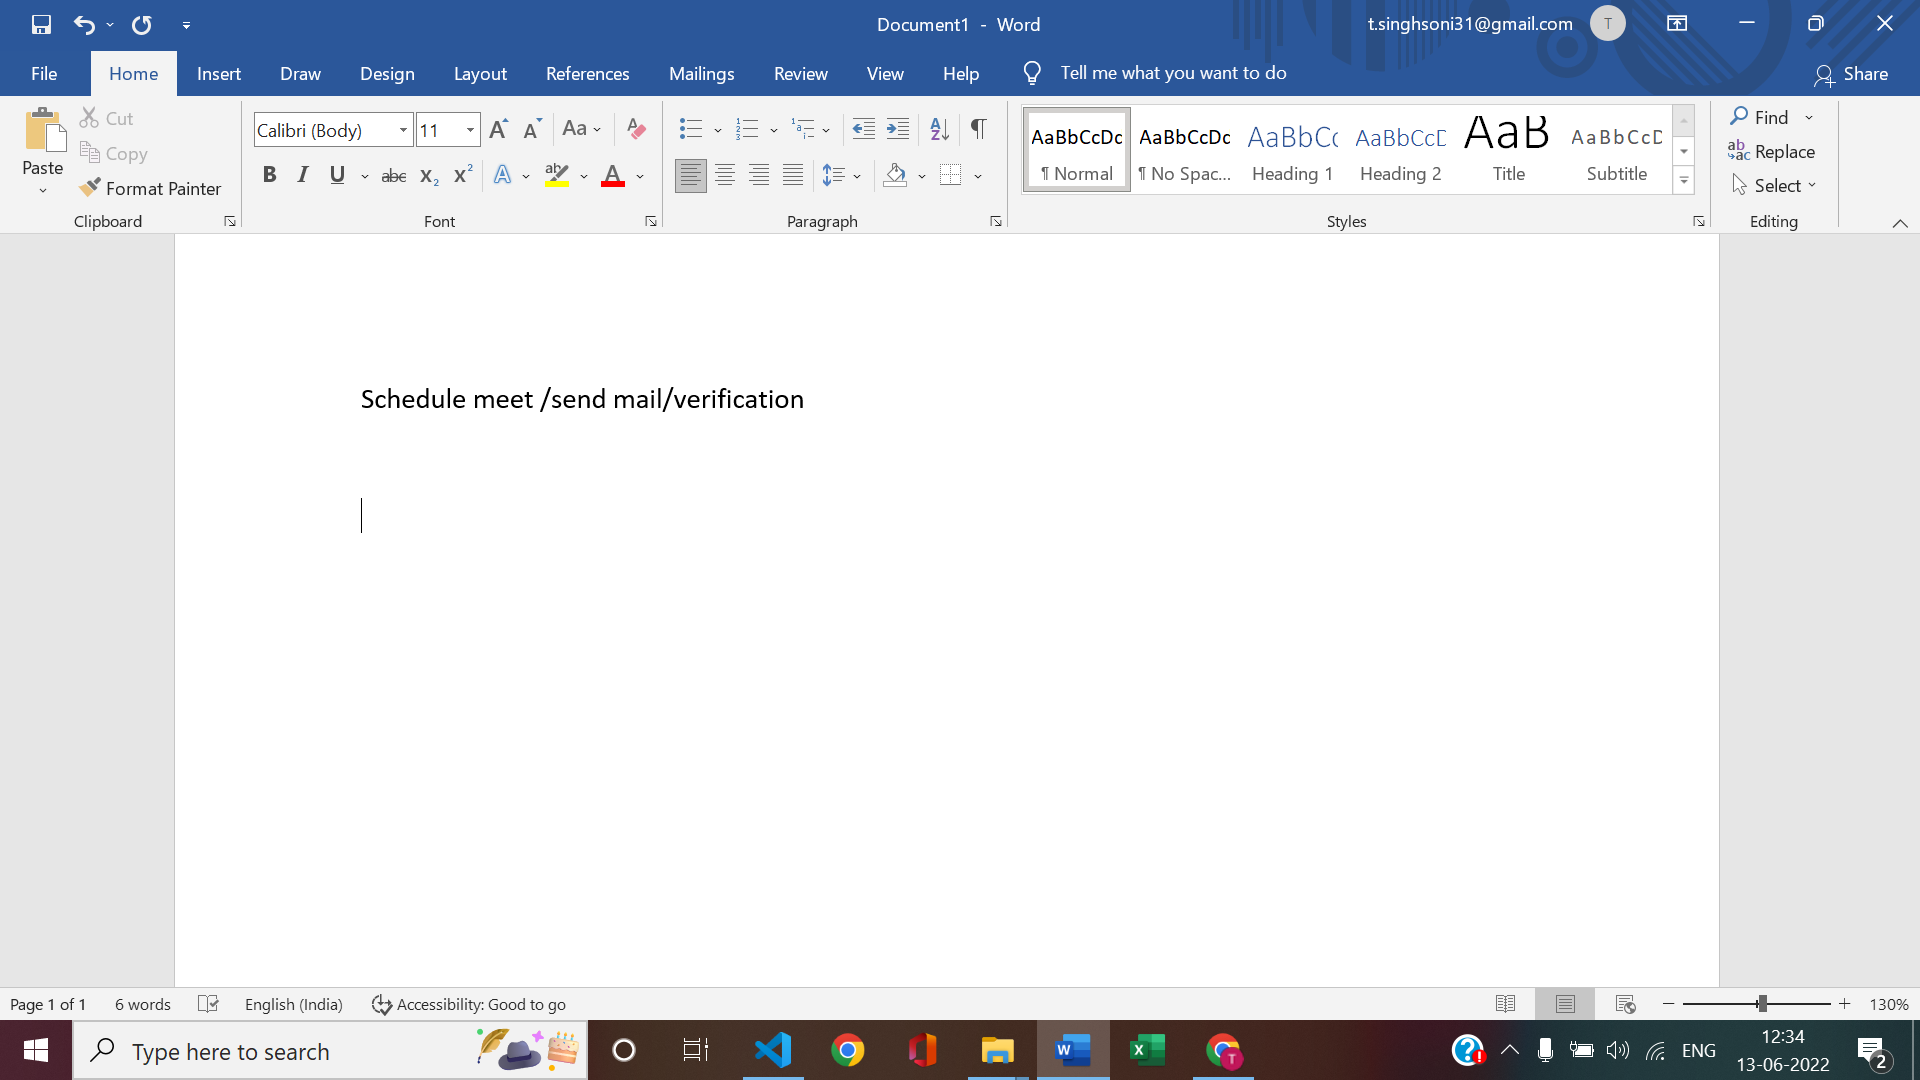 Document1 - Word
t.singhsoni31@gmail.com
T
File
Home
Insert
Draw
Design
Layout
References
Mailings
Review
View
Help
Tell me what you want to do
Share
Paste
Cut
Copy
Format Painter
Clipboard
Calibri (Body)
11
Font
Paragraph
AaBbCcDc
¶ Normal
AaBbCcDc
¶ No Spac...
AaBbCc
Heading 1
AaBbCcD
Heading 2
AaB
Title
AaBbCcD
Subtitle
Styles
Find
Replace
Select
Editing
Schedule meet /send mail/verification
Page 1 of 1
6 words
English (India)
Accessibility: Good to go
130%
Type here to search
ENG
12:34
13-06-2022
2